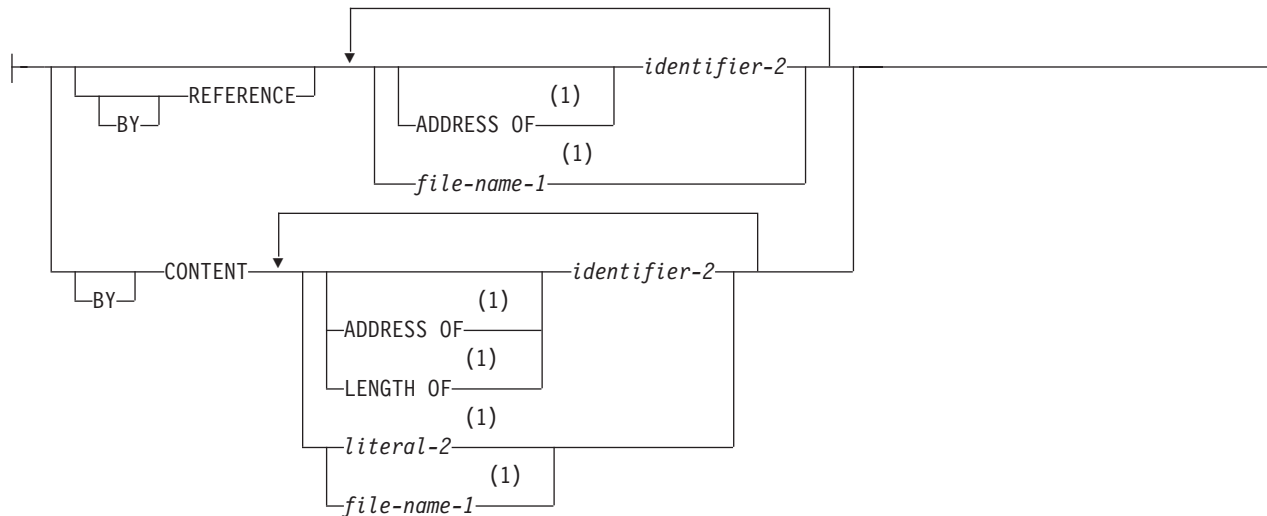 identifier-2
REFERENCE
BY
(1)
ADDRESS OF
(1)
file-name-1
CONTENT
identifier-2
BY
(1)
ADDRESS OF
(1)
LENGTH OF
(1)
literal-2
(1)
file-name-1